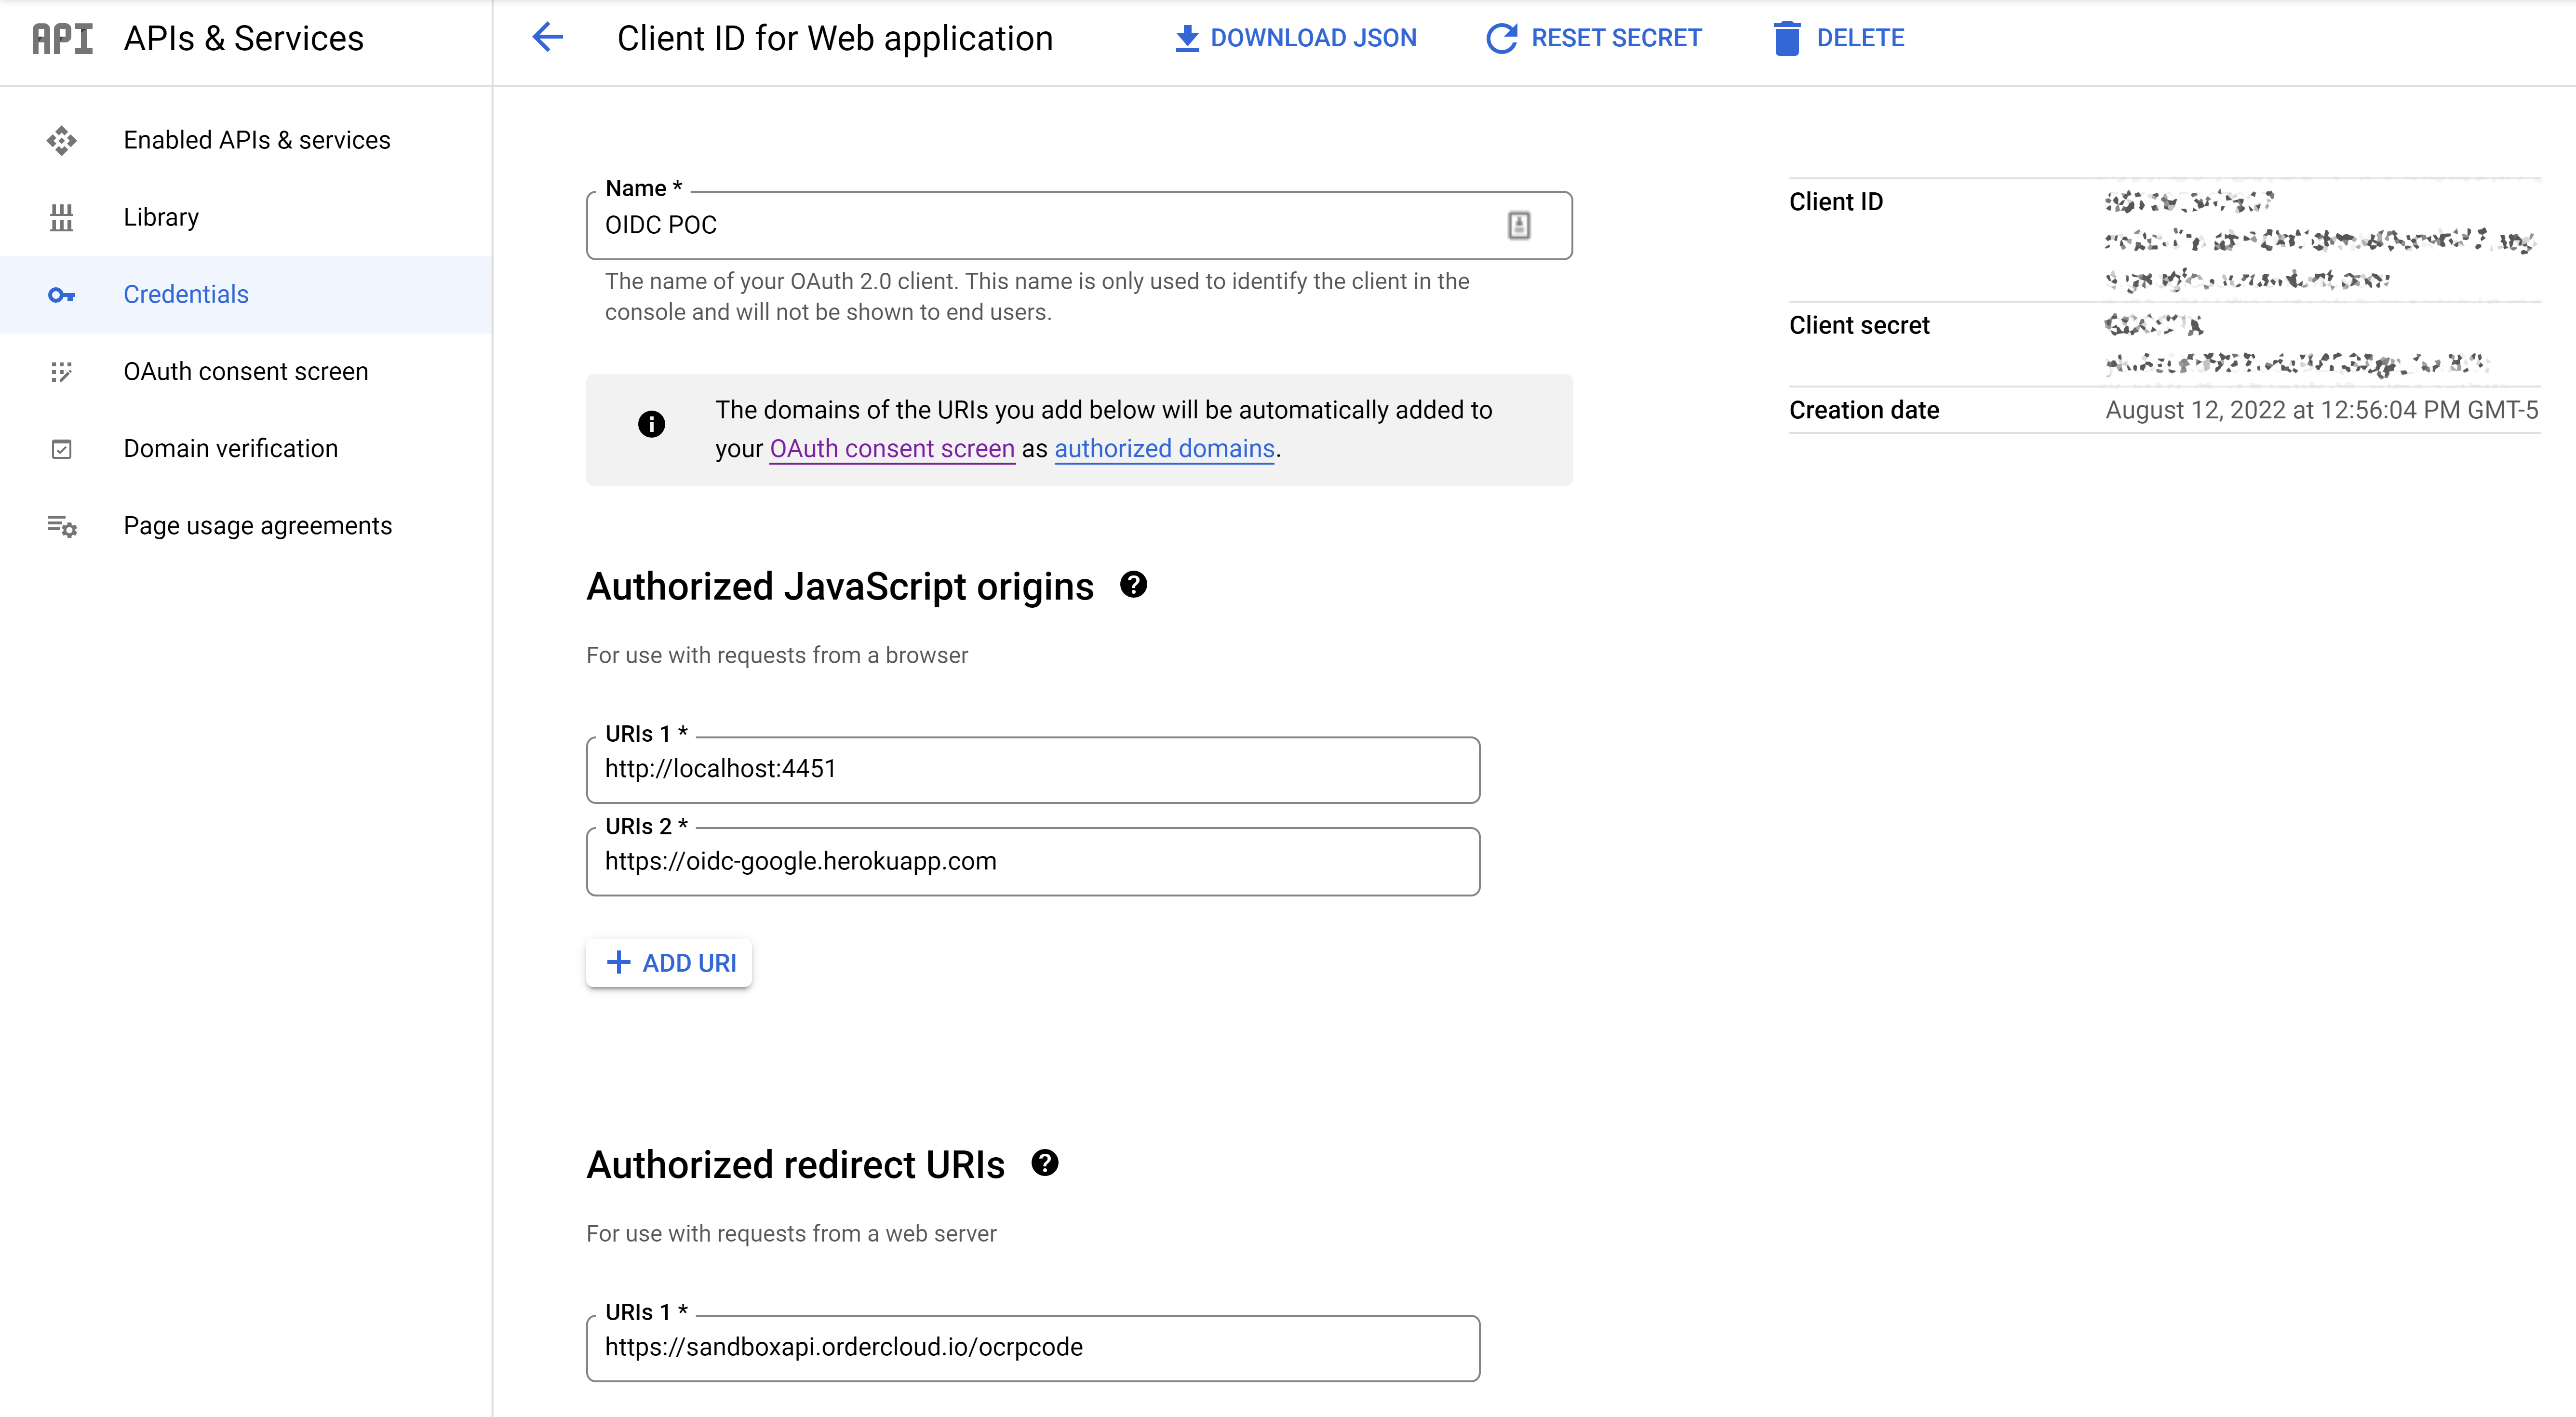 API APIs & Services
Client ID for Web application
DOWNLOAD JSON
RESET SECRET
DELETE
Enabled APIs & services
Library
Credentials
OAuth consent screen
Domain verification
Page usage agreements
Name *
OIDC POC
The name of your OAuth 2.0 client. This name is only used to identify the client in the
console and will not be shown to end users.
The domains of the URIs you add below will be automatically added to
your OAuth consent screen as authorized domains.
Authorized JavaScript origins
For use with requests from a browser
URIs 1 *
http://localhost:4451
URIs 2 *
https://oidc-google.herokuapp.com
ADD URI
Authorized redirect URIs
For use with requests from a web server
URIs 1 *
https://sandboxapi.ordercloud.io/ocrpcode
Client ID
Client secret
Creation date August 12, 2022 at 12:56:04 PM GMT-5